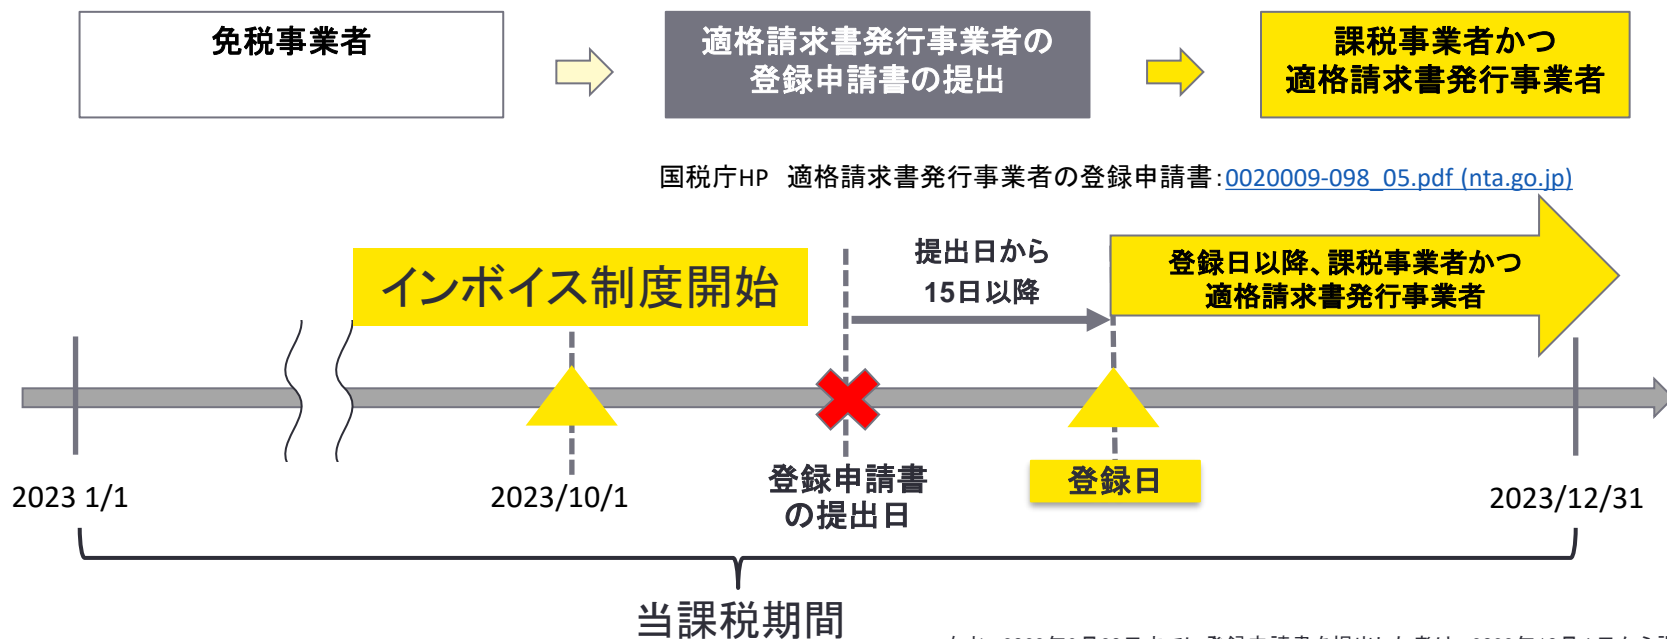 免税事業者
適格請求書発行事業者の
登録申請書の提出
課税事業者かつ
適格請求書発行事業者
国税庁HP　適格請求書発行事業者の登録申請書：0020009-098_05.pdf (nta.go.jp)
インボイス制度開始
提出日から
15日以降
登録日以降、課税事業者かつ
適格請求書発行事業者
2023 1/1
2023/10/1
登録申請書
の提出日
登録日
2023/12/31
当課税期間